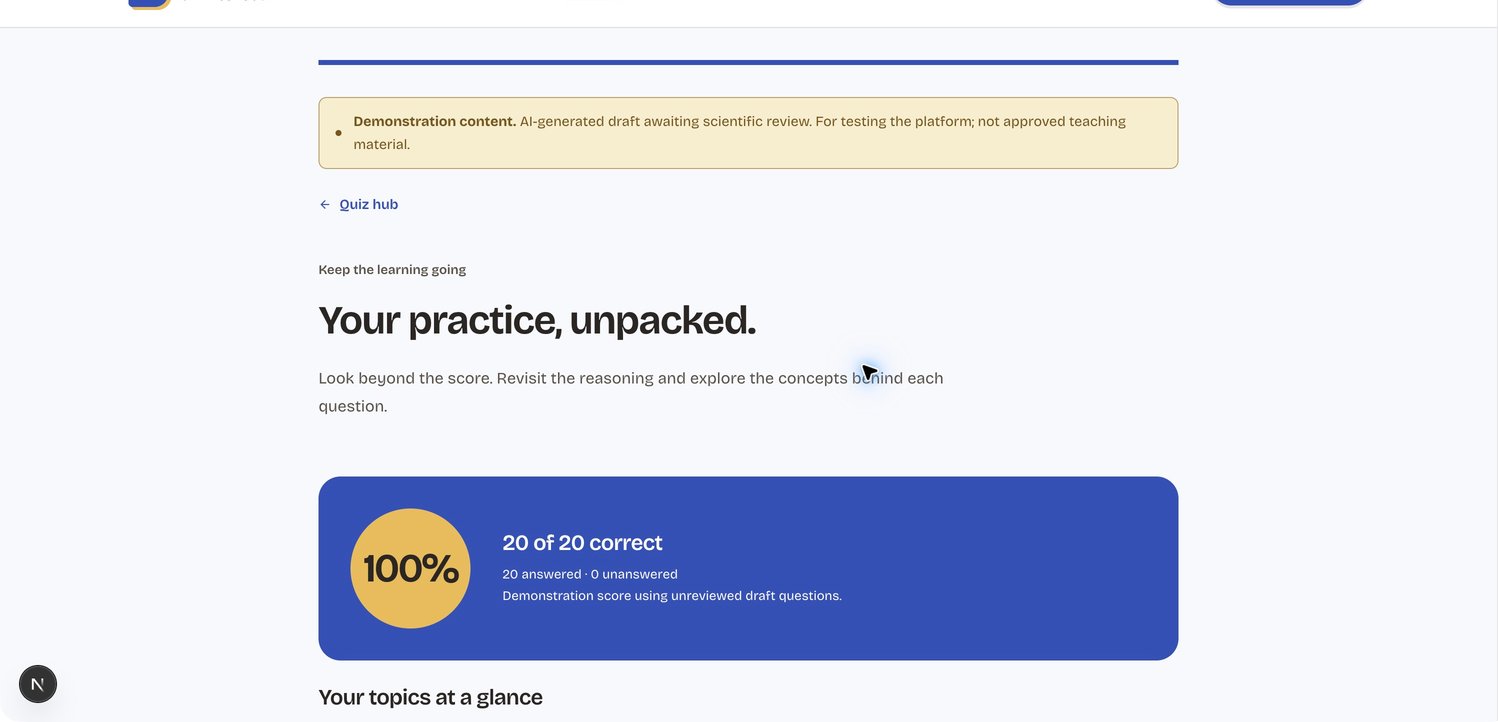 Demonstration content. AI-generated draft awaiting scientific review. For testing the platform; not approved teaching
material.
← Quiz hub
Keep the learning going
Your practice, unpacked.
Look beyond the score. Revisit the reasoning and explore the concepts behind each
question.
100%
20 of 20 correct
20 answered · 0 unanswered
Demonstration score using unreviewed draft questions.
N
Your topics at a glance